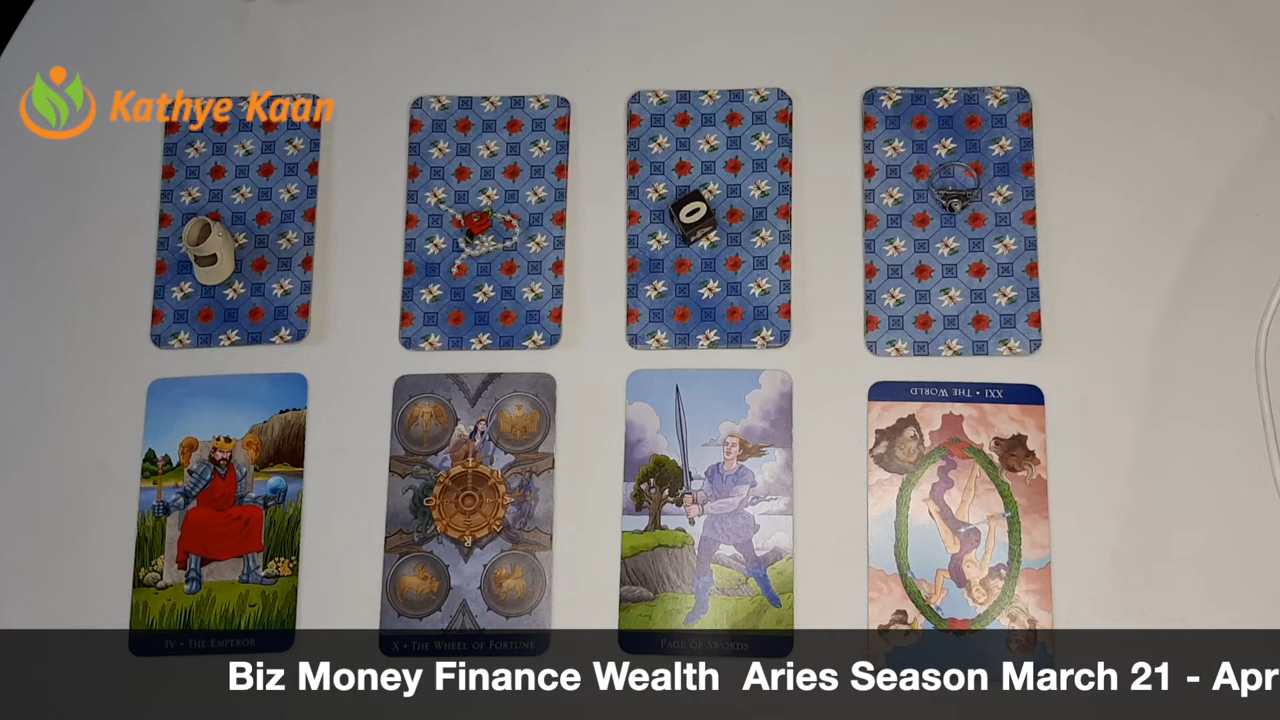 Kathye Kaan
XXI • THE WORLD
IV • THE EMPEROR
X • THE WHEEL OF FORTUNE
PAGE OF SWORDS
Biz Money Finance Wealth Aries Season March 21 - Apr